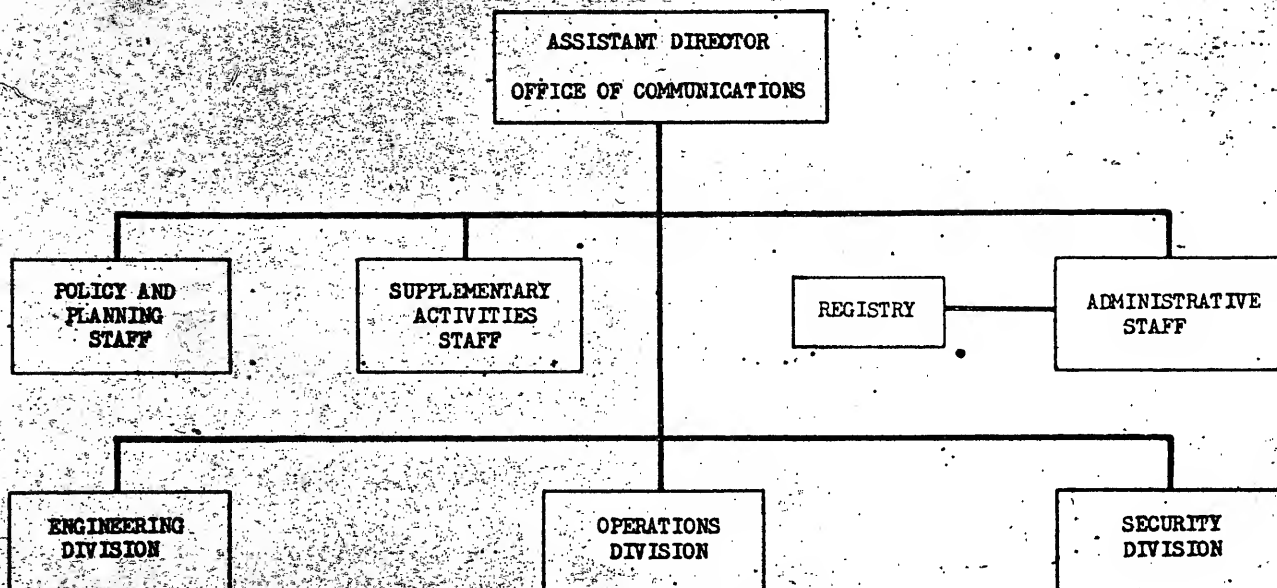 ASSISTANT DIRECTOR
OFFICE OF COMMUNICATIONS
POLICY AND
PLANNING
STAFF
SUPPLEMENTARY
ACTIVITIES
STAFF
REGISTRY
ADMINISTRATIVE
STAFF
ENGINEERING
DIVISION
OPERATIONS
DIVISION
SECURITY
DIVISION